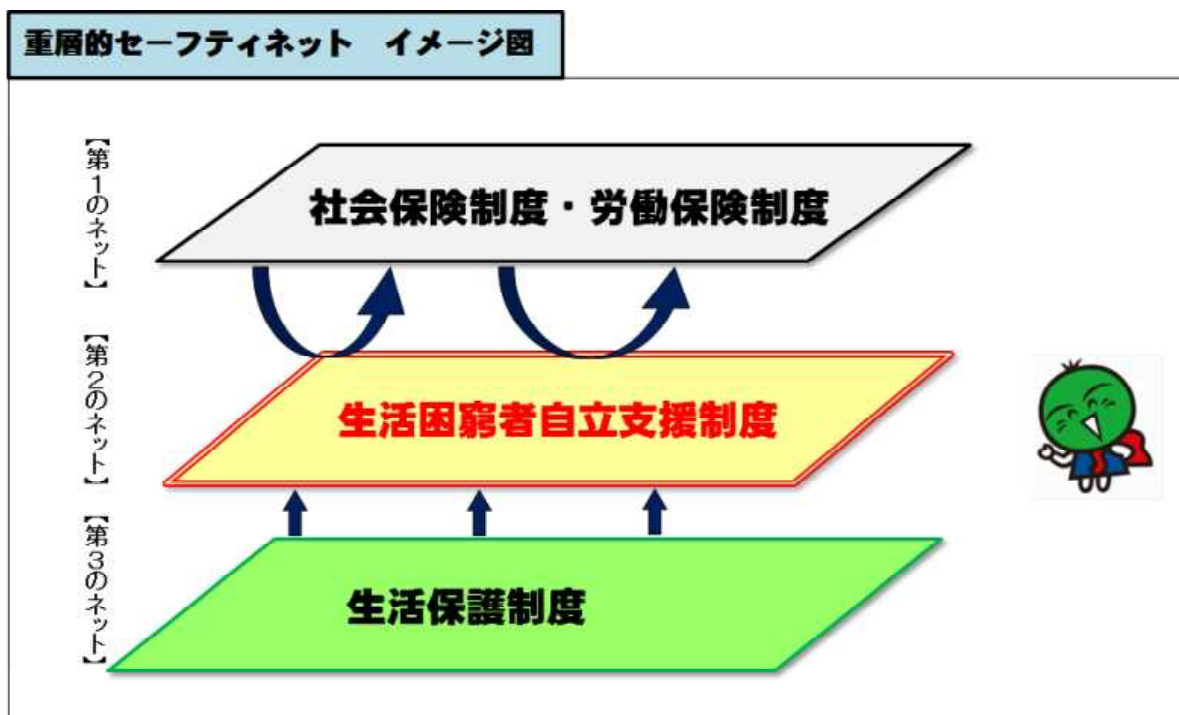 重層的セーフティネット　イメージ図
【第1のネット】
社会保険制度・労働保険制度
【第2のネット】
生活困窮者自立支援制度
【第3のネット】
生活保護制度